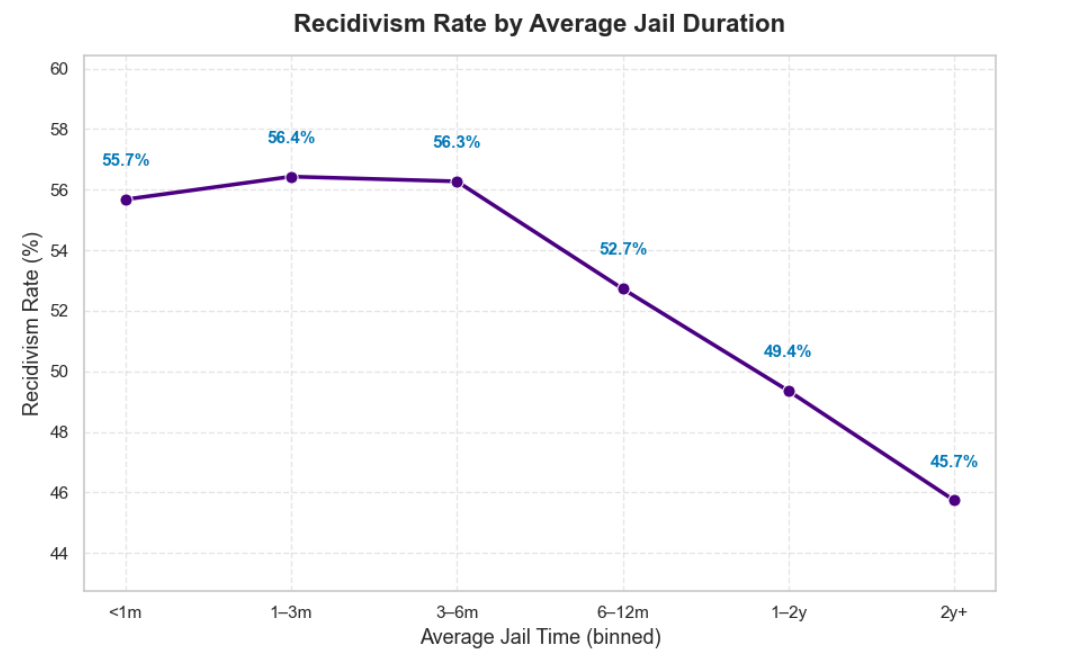 Recidivism Rate by Average Jail Duration
60
58
56
54
52
50
48
46
44
Recidivism Rate (%)
55.7%
56.4%
56.3%
52.7%
49.4%
45.7%
<1m
1–3m
3–6m
6–12m
1–2y
2y+
Average Jail Time (binned)